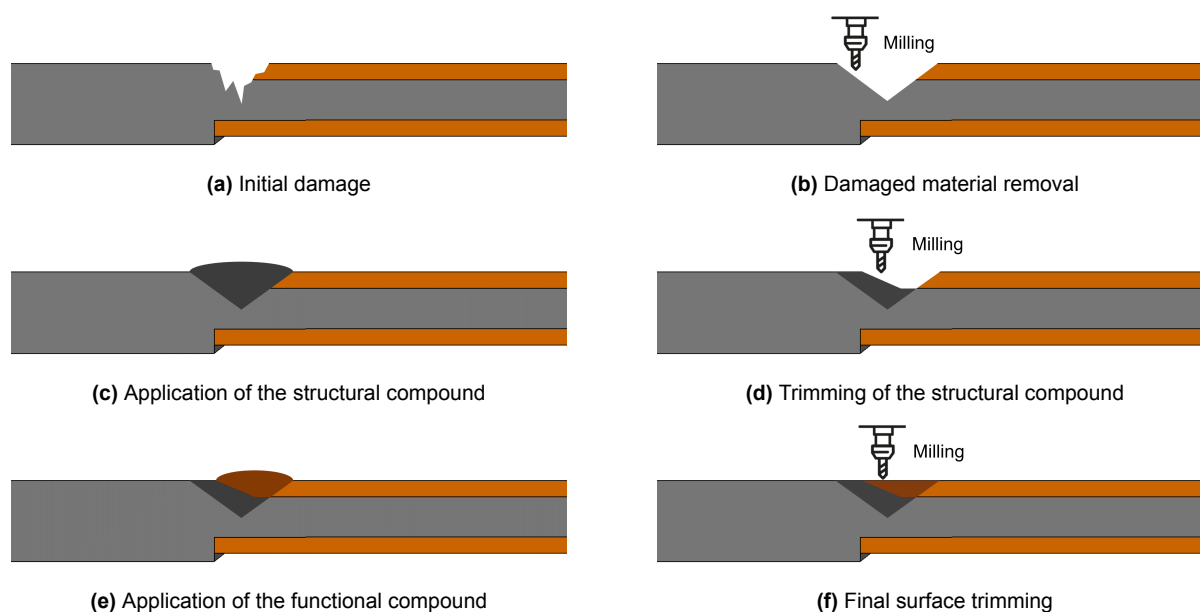 Milling
(a) Initial damage
(b) Damaged material removal
Milling
(c) Application of the structural compound
(d) Trimming of the structural compound
Milling
(e) Application of the functional compound
(f) Final surface trimming